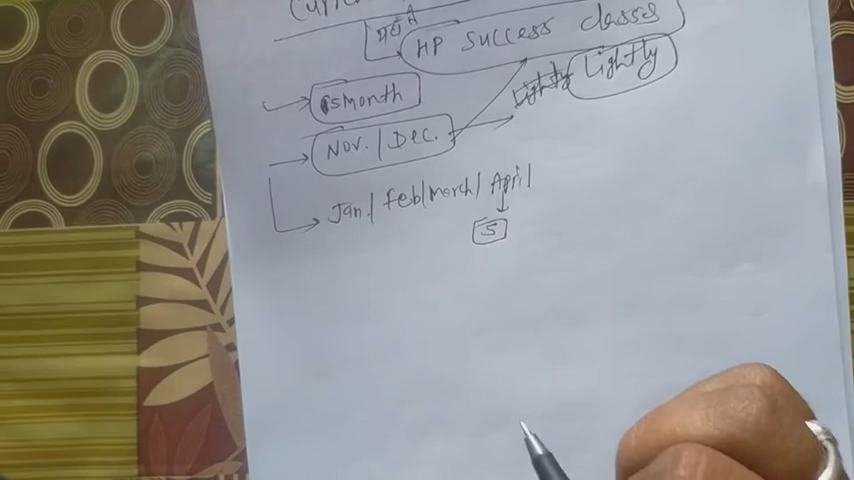 HP Success classes
Month
Lightly
Nov. / Dec.
Jan. / Feb / March / April
5